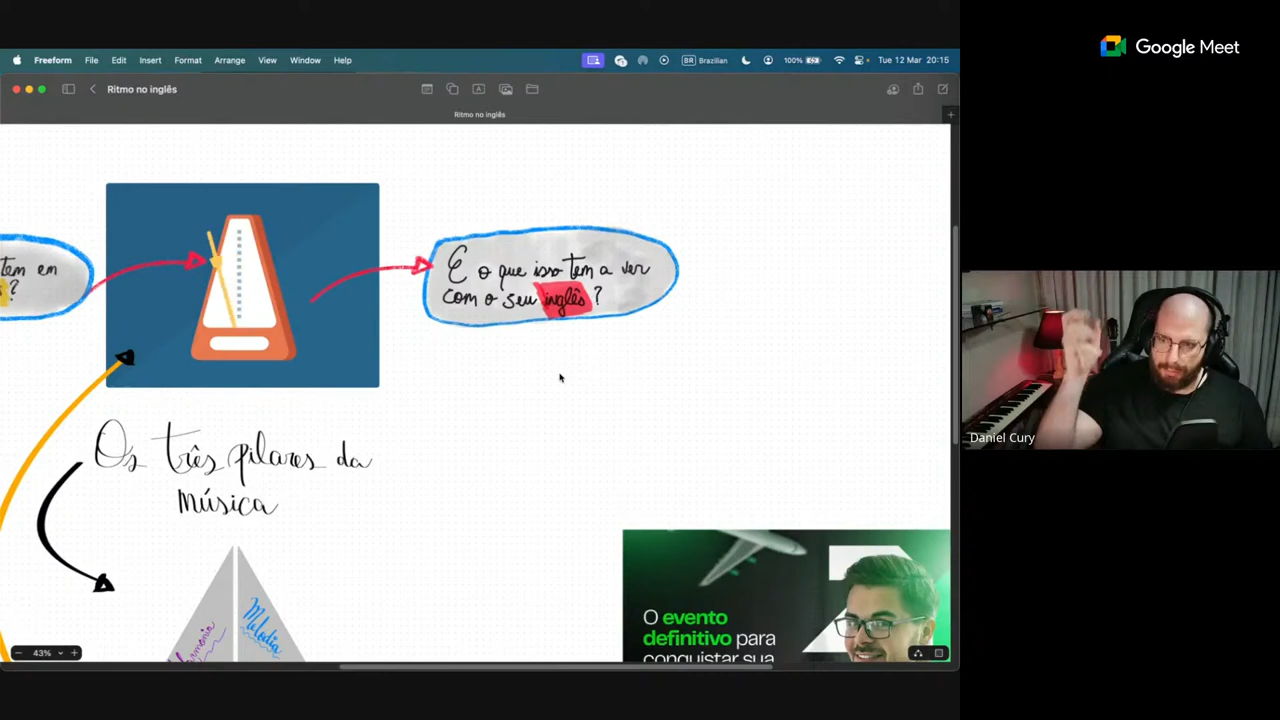 Google Meet
Freeform File Edit Insert Format Arrange View Window Help BR Brazilian 100% Tue 12 Mar 20:15
Ritmo no inglês
Ritmo no inglês
tem em
?
E o que isso tem a ver
com o seu inglês?
Os três pilares da
música
Melodia
O evento
definitivo para
conquistar sua
43%
Daniel Cury